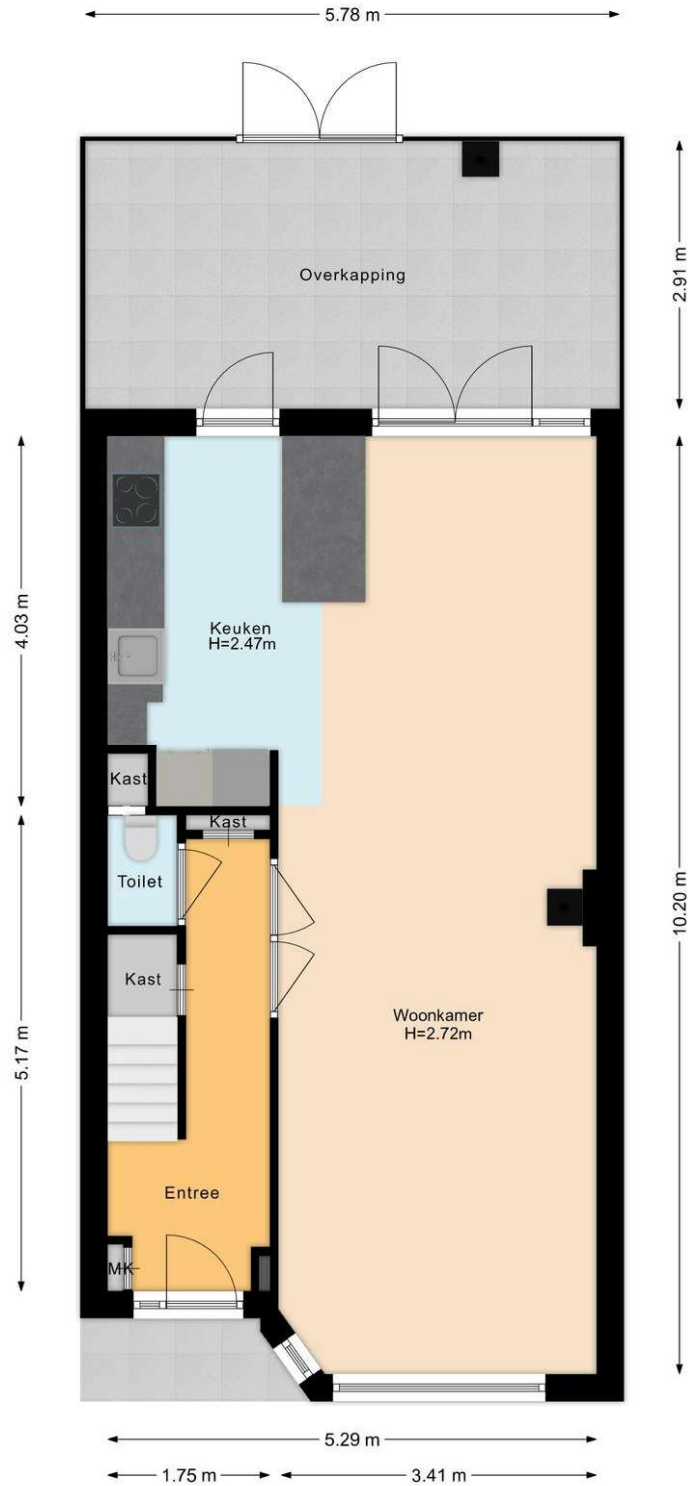 5.78 m
2.91 m
Overkapping
4.03 m
Keuken
H=2.47m
Kast
Kast
Toilet
10.20 m
Kast
Woonkamer
H=2.72m
5.17 m
Entree
MK
5.29 m
1.75 m
3.41 m